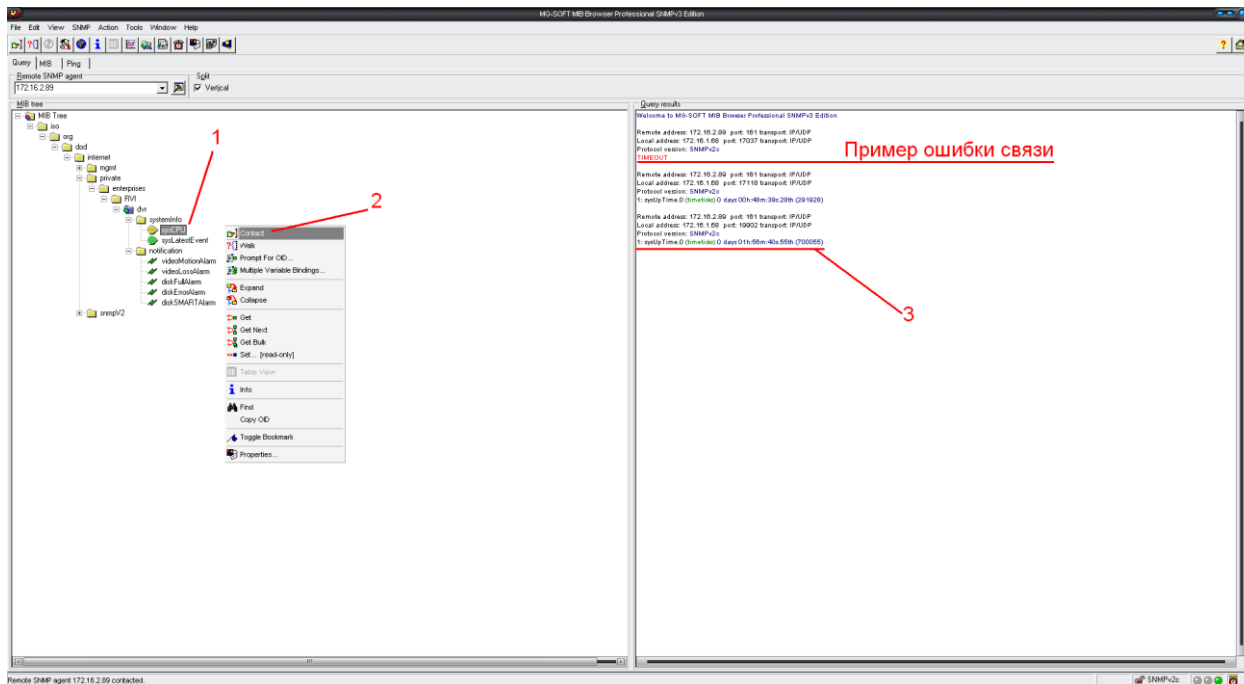 MG-SOFT MIB Browser Professional SNMPv3 Edition
File Edit View SNMP Action Tools Window Help
Query MIB Ping
Remote SNMP agent
Split
172.16.2.89
Vertical
MIB tree
MIB Tree
iso
org
dod
internet
mgmt
private
enterprises
RVI
dvr
systemInfo
sysCPU
sysLatestEvent
notification
videoMotionAlarm
videoLossAlarm
diskFullAlarm
diskErrorAlarm
diskSMARTAlarm
snmpV2
1
2
Contact
Walk
Prompt For OID...
Multiple Variable Bindings...
Expand
Collapse
Get
Get Next
Get Bulk
Set... [read-only]
Table View
Info
Find
Copy OID
Toggle Bookmark
Properties...
Query results
Welcome to MG-SOFT MIB Browser Professional SNMPv3 Edition
Remote address: 172.16.2.89 port: 161 transport: IP/UDP
Local address: 172.16.1.68 port: 17037 transport: IP/UDP
Protocol version: SNMPv2c
TIMEOUT
Пример ошибки связи
Remote address: 172.16.2.89 port: 161 transport: IP/UDP
Local address: 172.16.1.68 port: 17118 transport: IP/UDP
Protocol version: SNMPv2c
1: sysUpTime.0 (timeticks) 0 days 00h:48m:39s.28th (291928)
Remote address: 172.16.2.89 port: 161 transport: IP/UDP
Local address: 172.16.1.68 port: 19902 transport: IP/UDP
Protocol version: SNMPv2c
1: sysUpTime.0 (timeticks) 0 days 01h:56m:40s.55th (700055)
3
Remote SNMP agent 172.16.2.89 contacted.
SNMPv2c